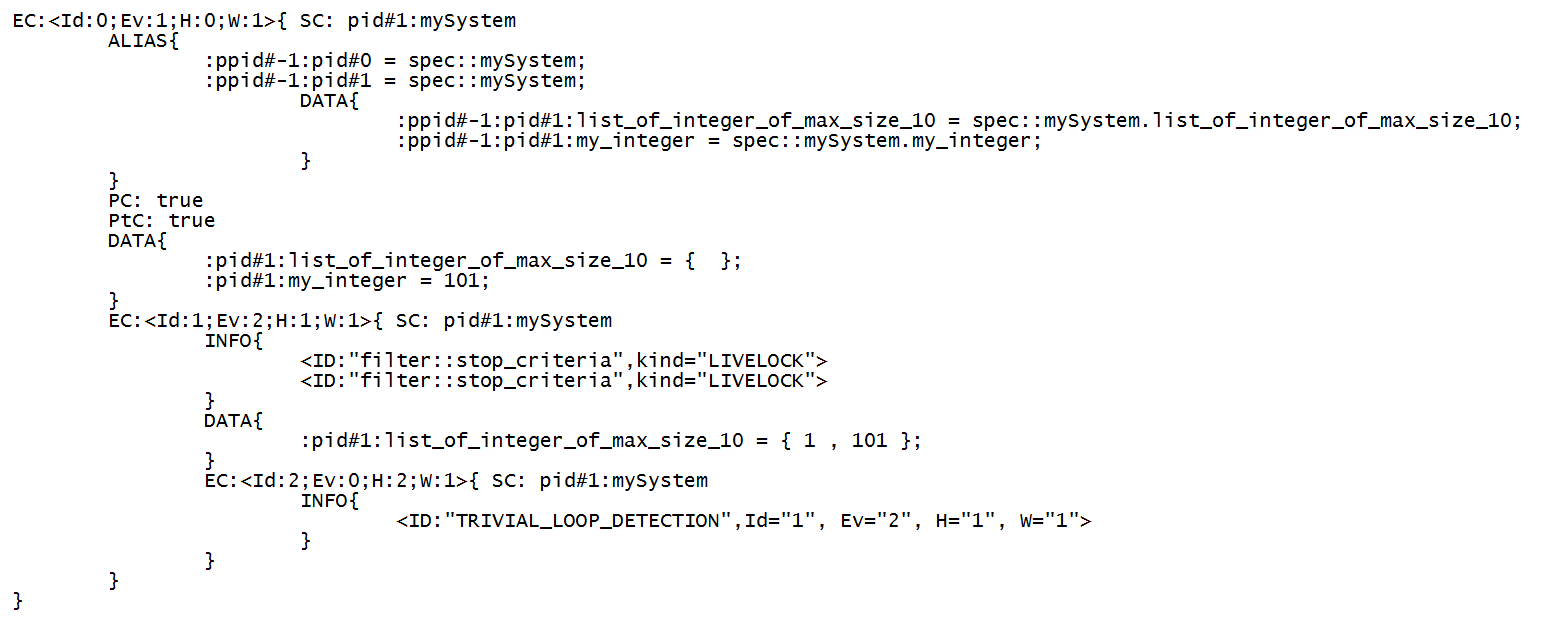 EC:<Id:0;Ev:1;H:0;W:1>{ SC: pid#1:mySystem
ALIAS{
:ppid#-1:pid#0 = spec::mySystem;
:ppid#-1:pid#1 = spec::mySystem;
DATA{
:ppid#-1:pid#1:list_of_integer_of_max_size_10 = spec::mySystem.list_of_integer_of_max_size_10;
:ppid#-1:pid#1:my_integer = spec::mySystem.my_integer;
}
}
PC: true
PtC: true
DATA{
:pid#1:list_of_integer_of_max_size_10 = {  };
:pid#1:my_integer = 101;
}
EC:<Id:1;Ev:2;H:1;W:1>{ SC: pid#1:mySystem
INFO{
<ID:"filter::stop_criteria",kind="LIVELOCK">
<ID:"filter::stop_criteria",kind="LIVELOCK">
}
DATA{
:pid#1:list_of_integer_of_max_size_10 = { 1 , 101 };
}
EC:<Id:2;Ev:0;H:2;W:1>{ SC: pid#1:mySystem
INFO{
<ID:"TRIVIAL_LOOP_DETECTION",Id="1", Ev="2", H="1", W="1">
}
}
}
}